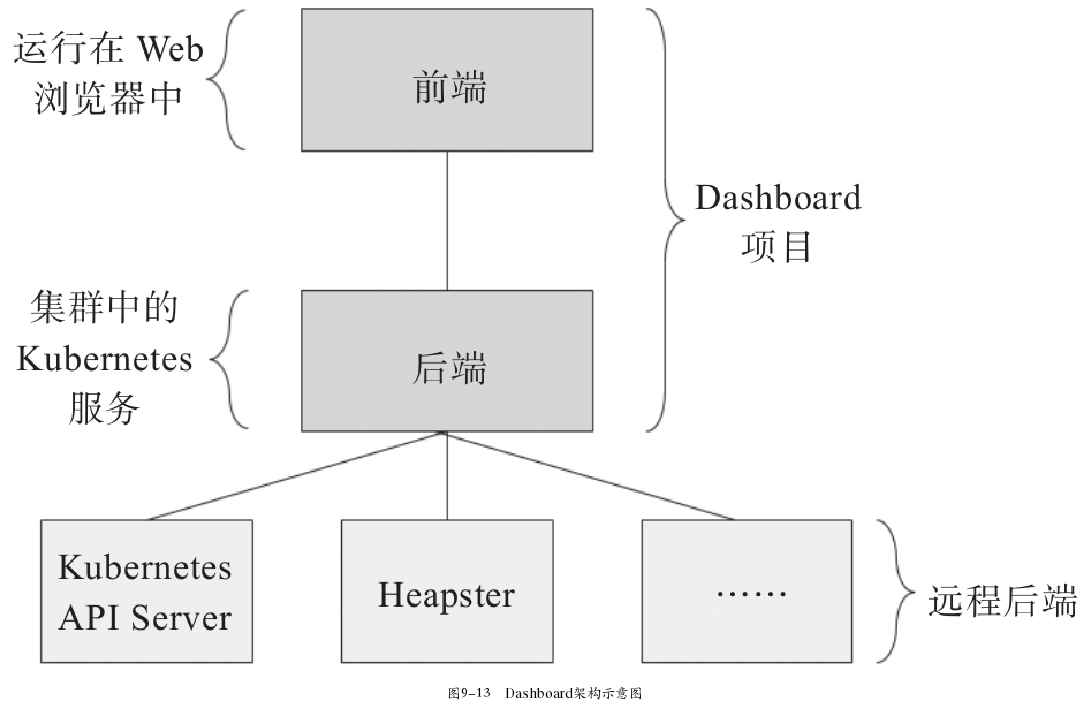 运行在 Web
浏览器中
前端
Dashboard
项目
集群中的
Kubernetes
服务
后端
Kubernetes
API Server
Heapster
……
远程后端
图9-13 Dashboard架构示意图